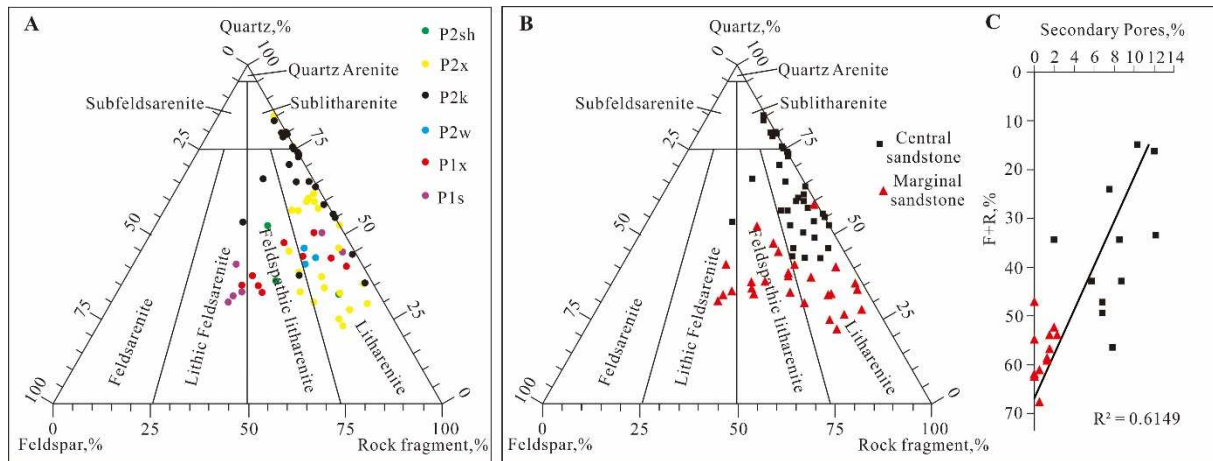 A
Quartz,%
0
100
Quartz Arenite
Subfeldsarenite
Sublitharenite
25
75
50
50
75
25
100
0
Feldsarenite
Lithic Feldsarenite
Feldspathic litharenite
Litharenite
0
25
50
75
100
Feldspar,%
Rock fragment,%
P2sh
P2x
P2k
P2w
P1x
P1s
B
Quartz,%
0
100
Quartz Arenite
Subfeldsarenite
Sublitharenite
25
75
50
50
75
25
100
0
Feldsarenite
Lithic Feldsarenite
Feldspathic litharenite
Litharenite
0
25
50
75
100
Feldspar,%
Rock fragment,%
Central
sandstone
Marginal
sandstone
C
Secondary Pores,%
0 2 4 6 8 10 12 14
0
10
20
30
40
50
60
70
F+R,%
R² = 0.6149